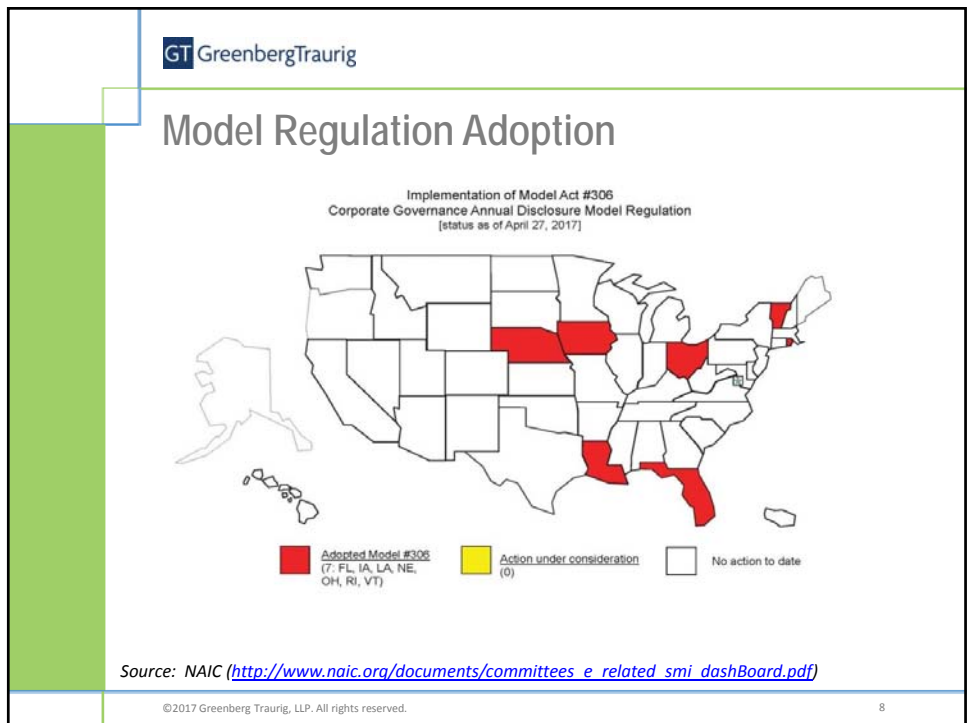 GT GreenbergTraurig
Model Regulation Adoption
Implementation of Model Act #306
Corporate Governance Annual Disclosure Model Regulation
[status as of April 27, 2017]
Adopted Model #306
(7: FL, IA, LA, NE,
OH, RI, VT)
Action under consideration
(0)
No action to date
Source: NAIC (http://www.naic.org/documents/committees_e_related_smi_dashBoard.pdf)
©2017 Greenberg Traurig, LLP. All rights reserved.
8